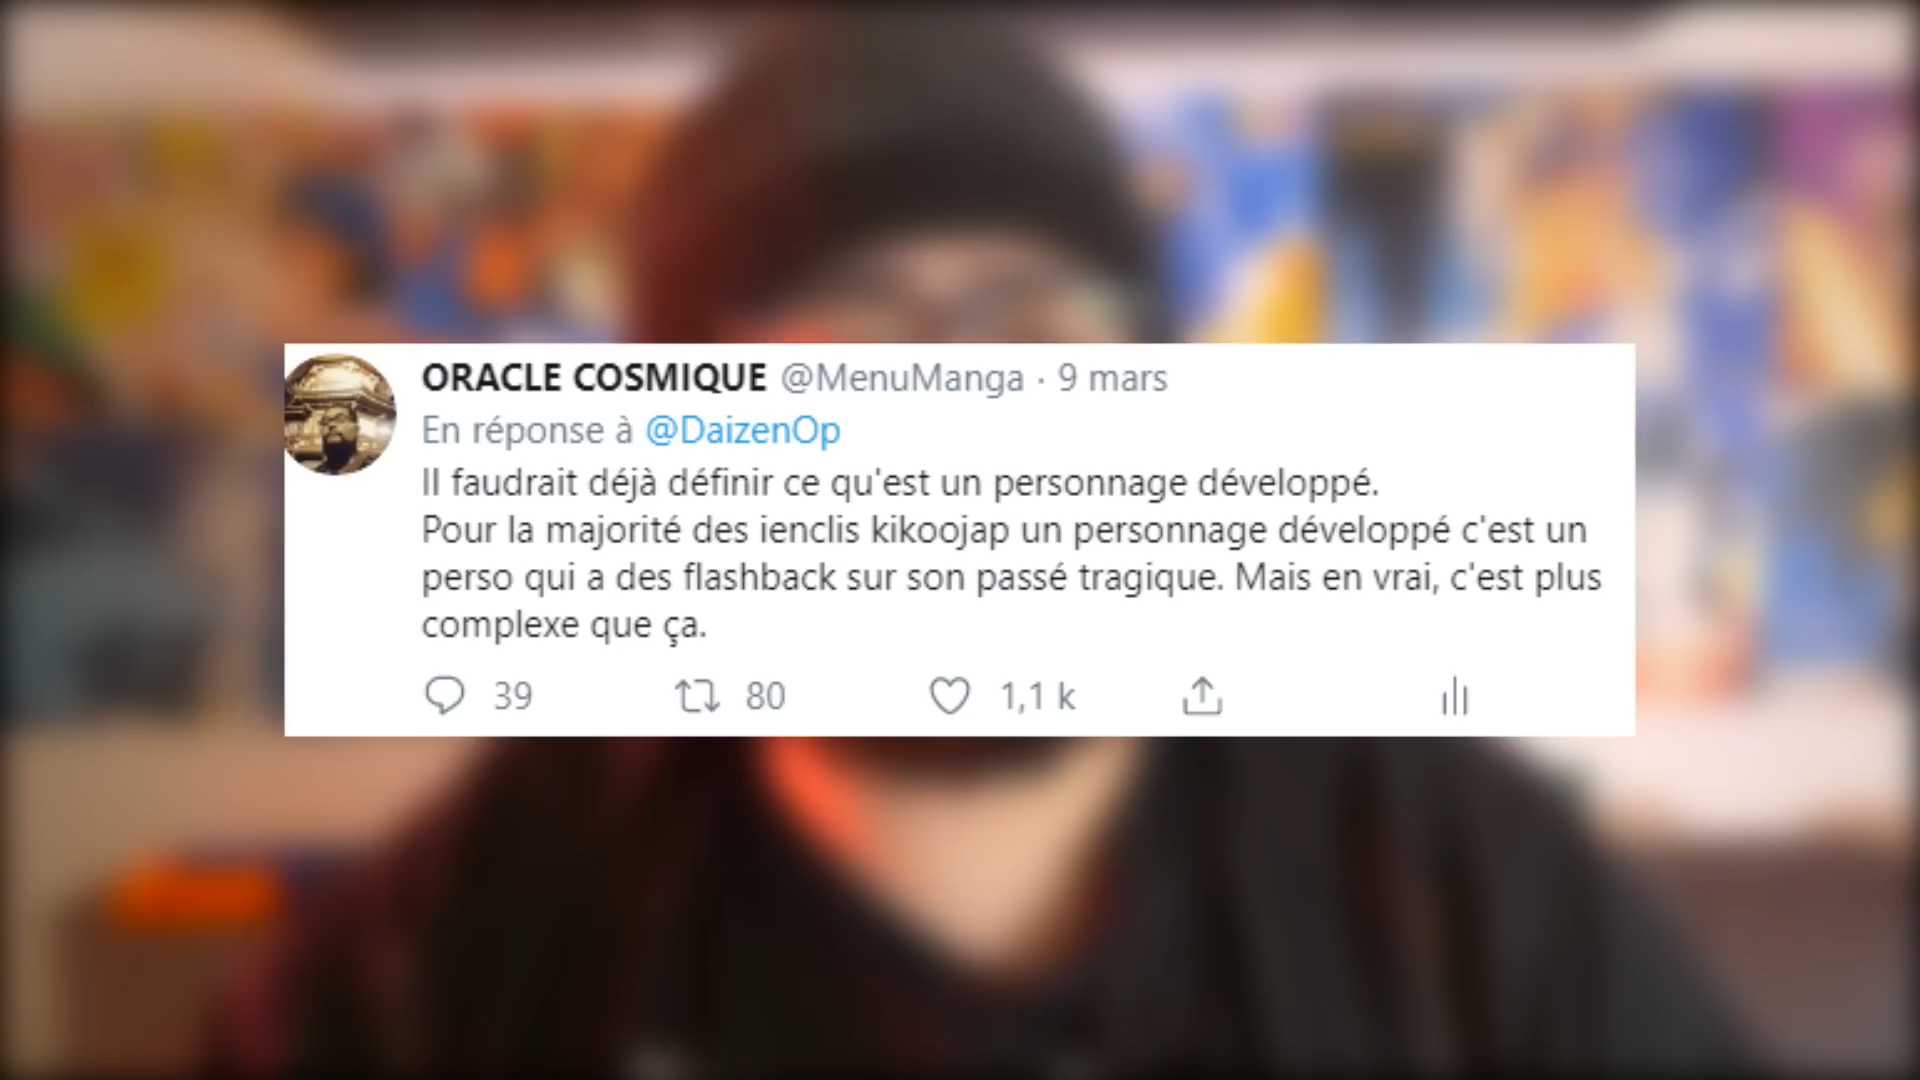 ORACLE COSMIQUE @MenuManga · 9 mars
En réponse à @DaizenOp
Il faudrait déjà définir ce qu'est un personnage développé.
Pour la majorité des ienclis kikoojap un personnage développé c'est un
perso qui a des flashback sur son passé tragique. Mais en vrai, c'est plus
complexe que ça.
39 80 1,1 k